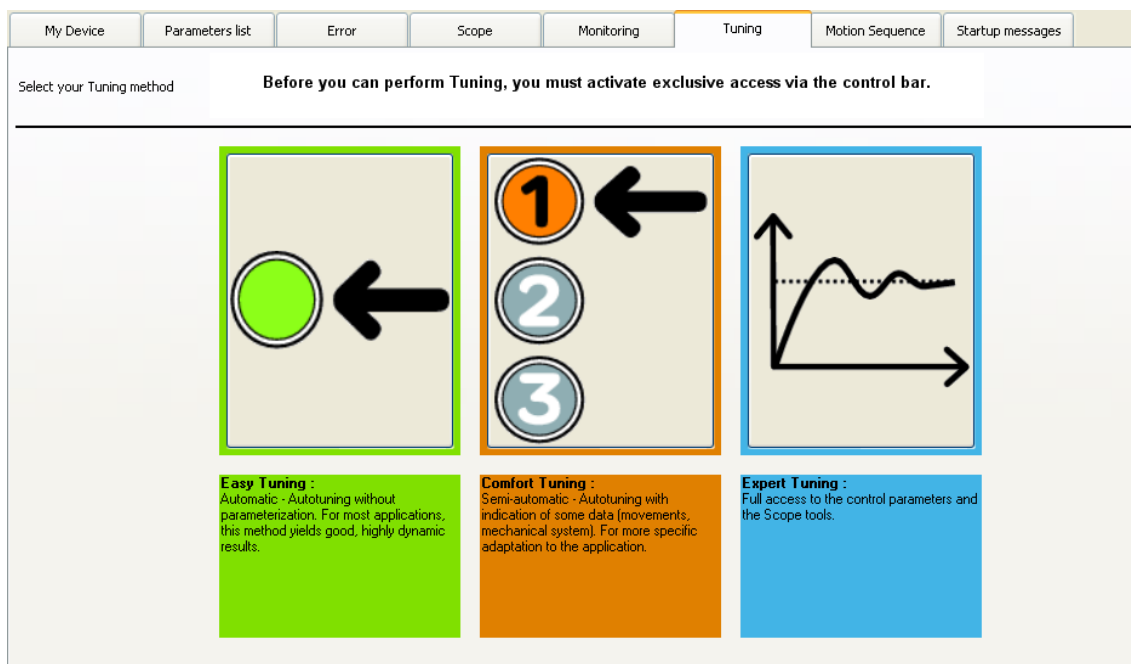 My Device
Parameters list
Error
Scope
Monitoring
Tuning
Motion Sequence
Startup messages
Select your Tuning method
Before you can perform Tuning, you must activate exclusive access via the control bar.
1
2
3
Easy Tuning :
Automatic - Autotuning without
parameterization. For most applications,
this method yields good, highly dynamic
results.
Comfort Tuning :
Semi-automatic - Autotuning with
indication of some data (movements,
mechanical system). For more specific
adaptation to the application.
Expert Tuning :
Full access to the control parameters and
the Scope tools.